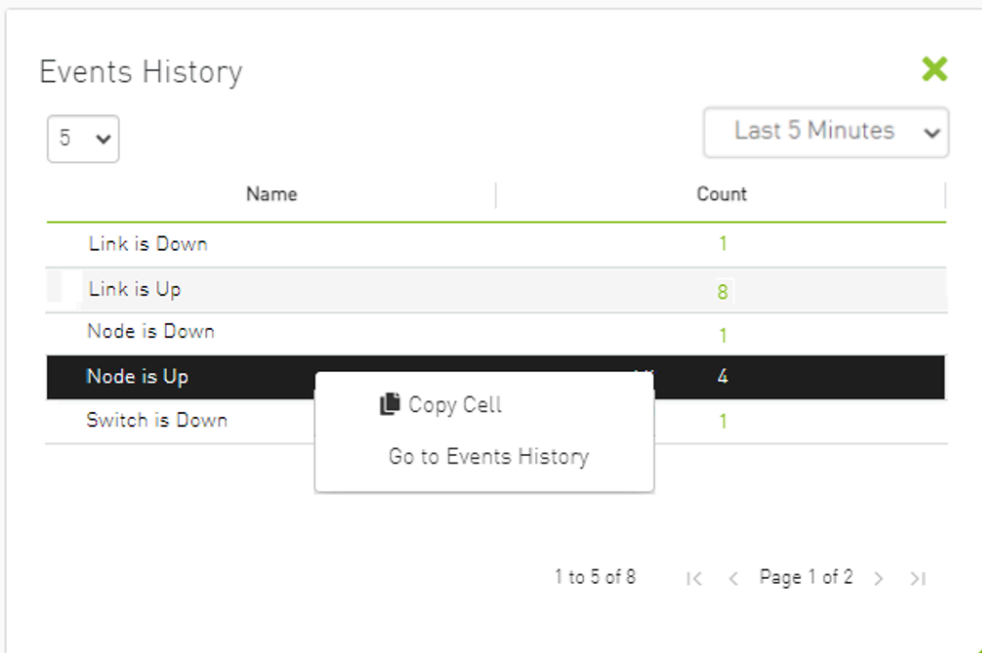 Events History
5
Last 5 Minutes
Name Count
Link is Down 1
Link is Up 8
Node is Down 1
Node is Up 4
Copy Cell
Switch is Down 1
Go to Events History
1 to 5 of 8 Page 1 of 2